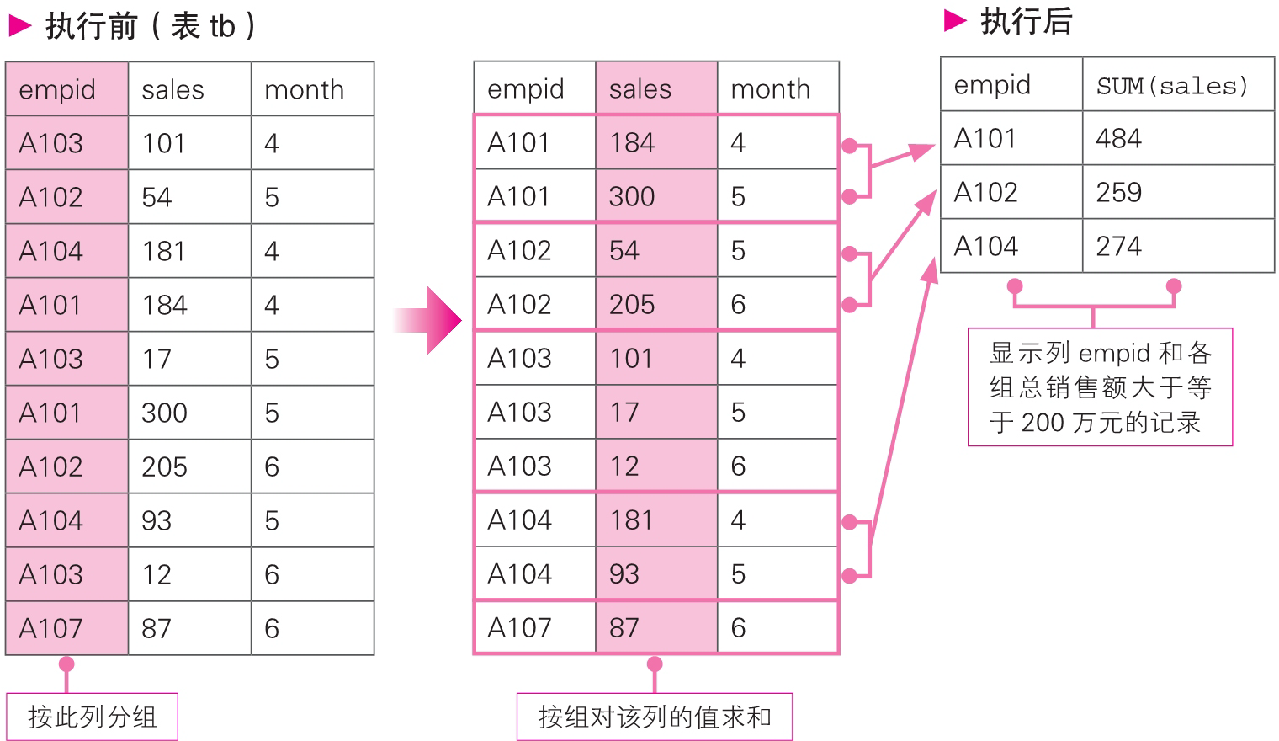 执行前（表 tb）
empid sales month
A103 101 4
A102 54 5
A104 181 4
A101 184 4
A103 17 5
A101 300 5
A102 205 6
A104 93 5
A103 12 6
A107 87 6
按此列分组
empid sales month
A101 184 4
A101 300 5
A102 54 5
A102 205 6
A103 101 4
A103 17 5
A103 12 6
A104 181 4
A104 93 5
A107 87 6
按组对该列的值求和
执行后
empid SUM(sales)
A101 484
A102 259
A104 274
显示列 empid 和各
组总销售额大于等
于 200 万元的记录